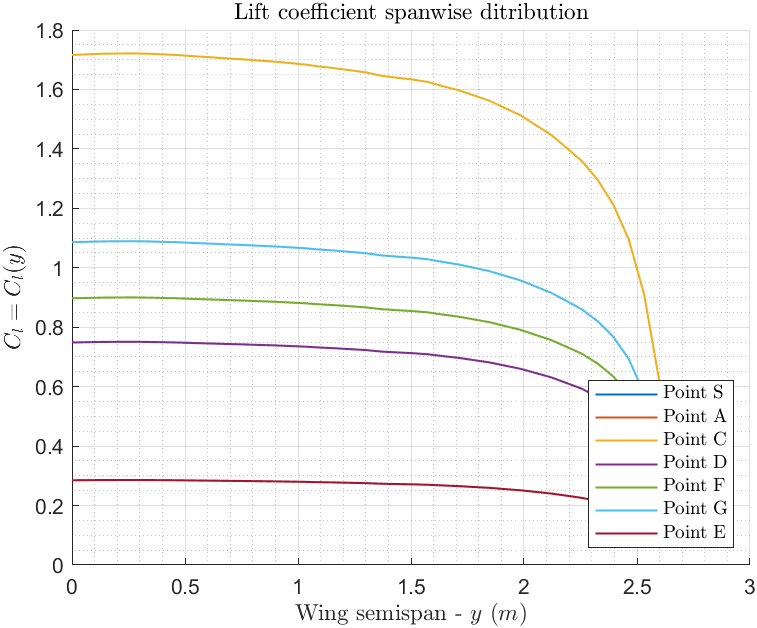 Lift coefficient spanwise ditribution
1.8
1.6
1.4
1.2
1
0.8
0.6
0.4
0.2
0
C_l = C_l(y)
Point S
Point A
Point C
Point D
Point F
Point G
Point E
0 0.5 1 1.5 2 2.5 3
Wing semispan - y (m)